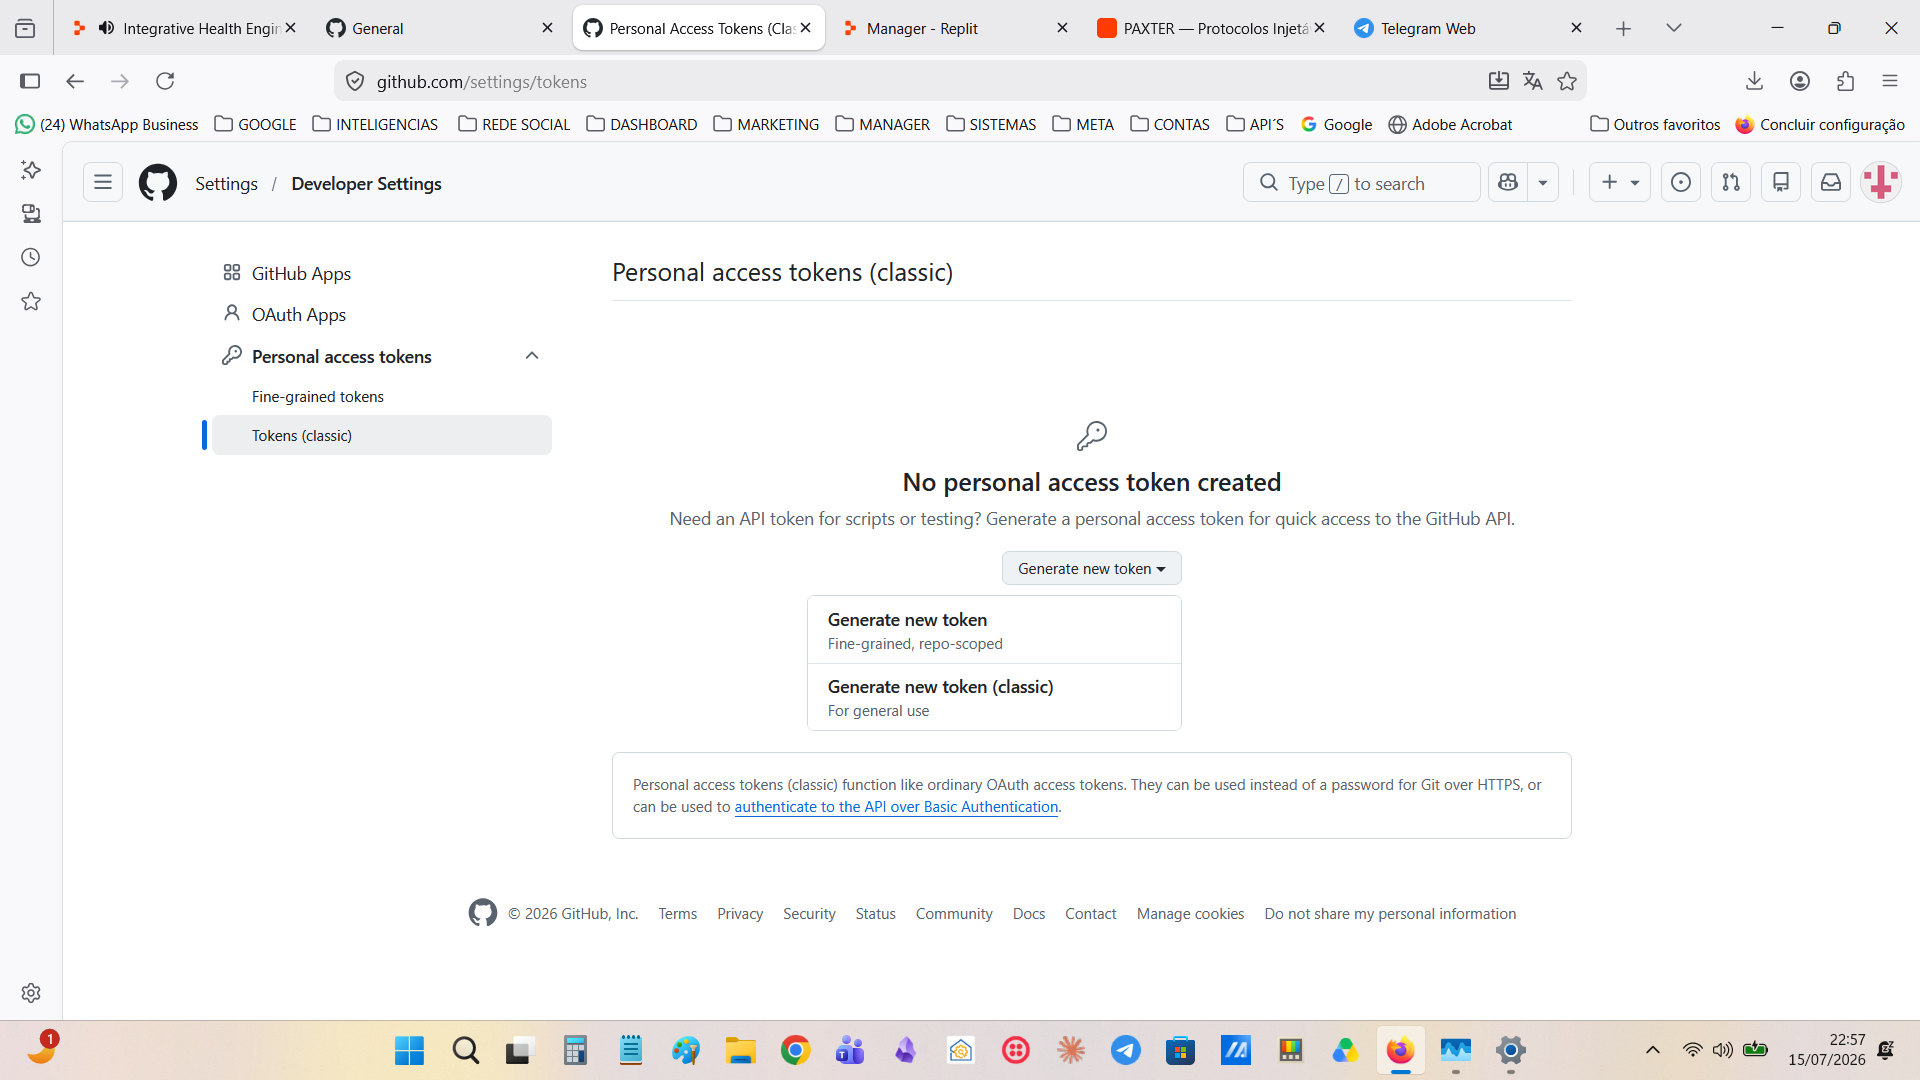 Integrative Health Engin
General
Personal Access Tokens (Clas
Manager - Replit
PAXTER — Protocolos Injetá
Telegram Web
github.com/settings/tokens
(24) WhatsApp Business
GOOGLE
INTELIGENCIAS
REDE SOCIAL
DASHBOARD
MARKETING
MANAGER
SISTEMAS
META
CONTAS
API´S
Google
Adobe Acrobat
Outros favoritos
Concluir configuração
Settings / Developer Settings
Type / to search
GitHub Apps
OAuth Apps
Personal access tokens
Fine-grained tokens
Tokens (classic)
Personal access tokens (classic)
No personal access token created
Need an API token for scripts or testing? Generate a personal access token for quick access to the GitHub API.
Generate new token
Generate new token
Fine-grained, repo-scoped
Generate new token (classic)
For general use
Personal access tokens (classic) function like ordinary OAuth access tokens. They can be used instead of a password for Git over HTTPS, or
can be used to authenticate to the API over Basic Authentication.
© 2026 GitHub, Inc.
Terms
Privacy
Security
Status
Community
Docs
Contact
Manage cookies
Do not share my personal information
1
22:57
15/07/2026